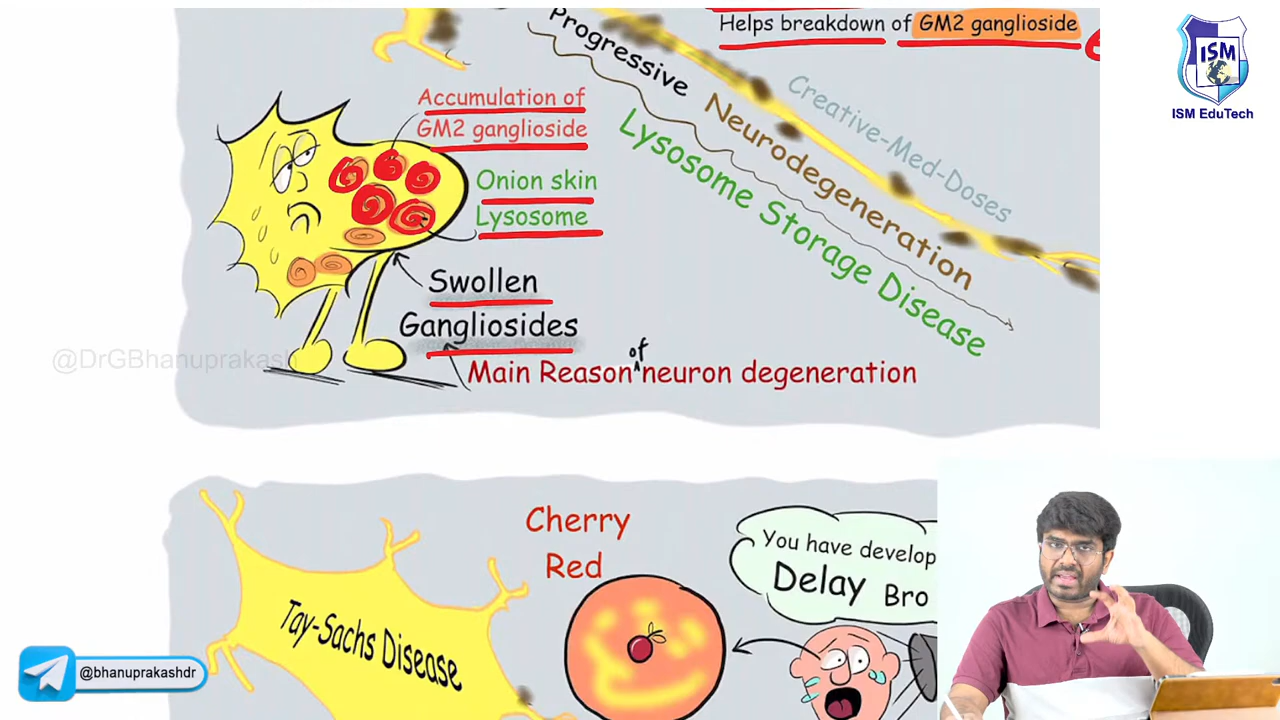 Helps breakdown of GM2 ganglioside
ISM
ISM EduTech
Progressive
Neurodegeneration
Creative-Med-Doses
Lysosome Storage Disease
Accumulation of
GM2 ganglioside
Onion skin
Lysosome
Swollen
Gangliosides
Main Reason of neuron degeneration
@DrGBhanuprakash
Cherry
Red
You have develop
Delay Bro
Tay-Sachs Disease
@bhanuprakashdr